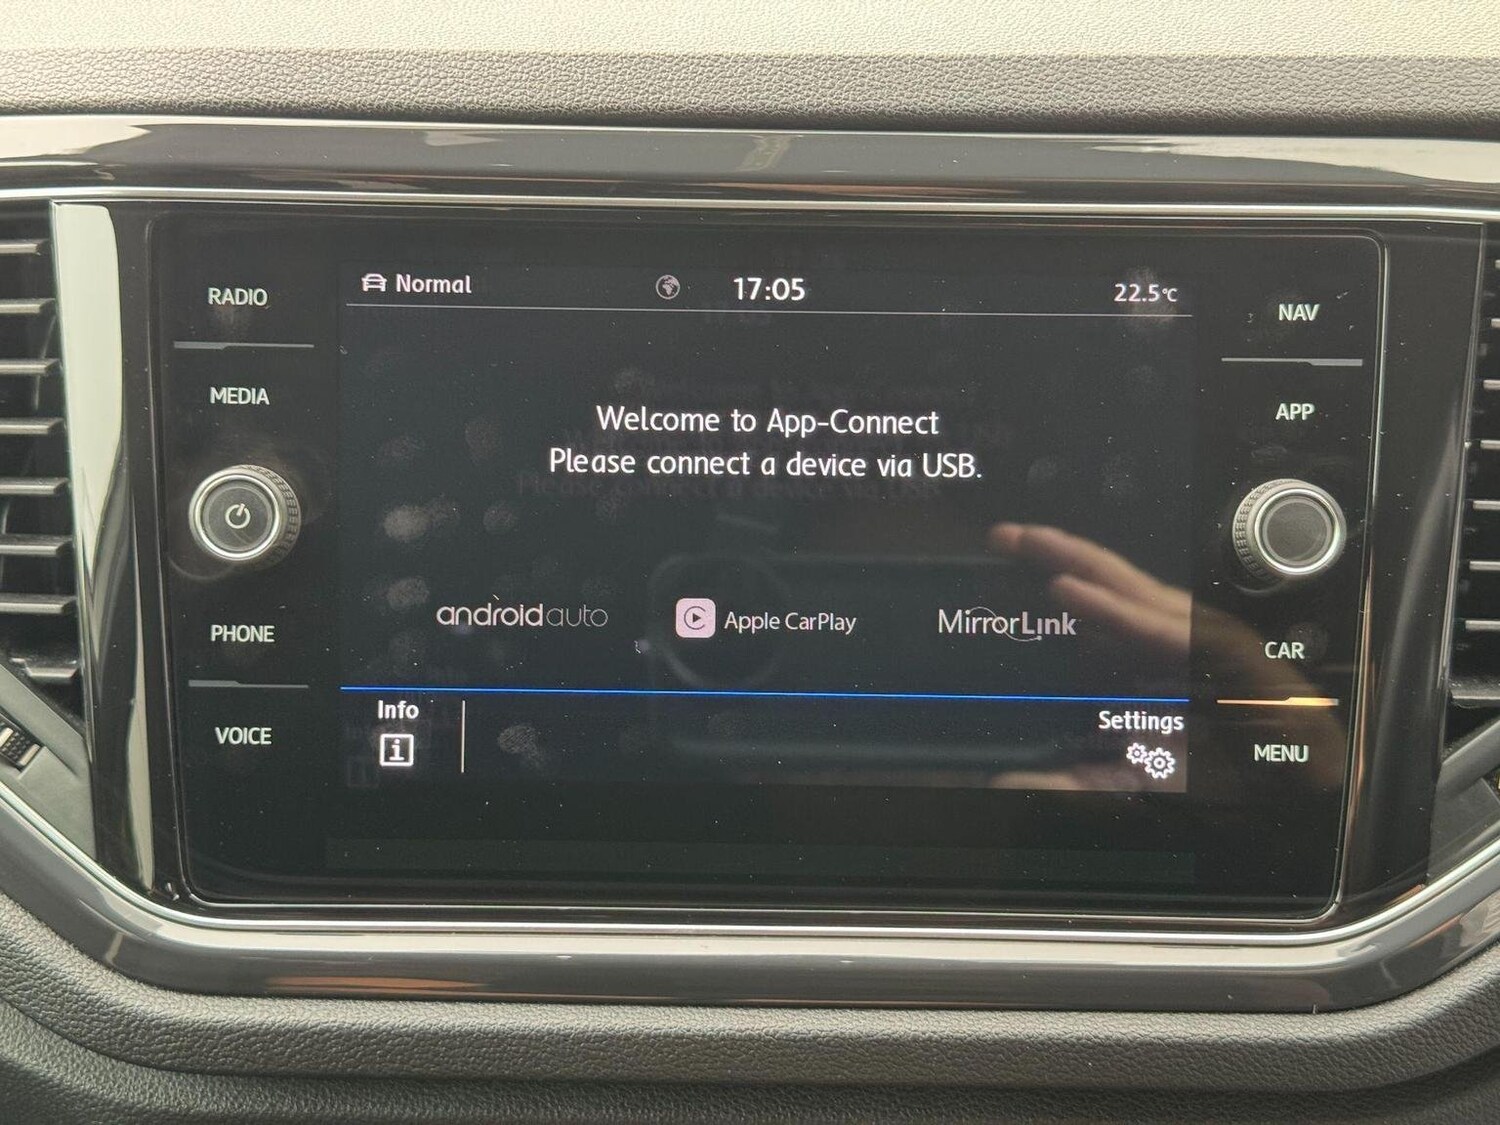 RADIO
MEDIA
PHONE
VOICE
Normal
17:05
22.5°C
Welcome to App-Connect
Please connect a device via USB.
androidauto
Apple CarPlay
MirrorLink
Info
Settings
NAV
APP
CAR
MENU